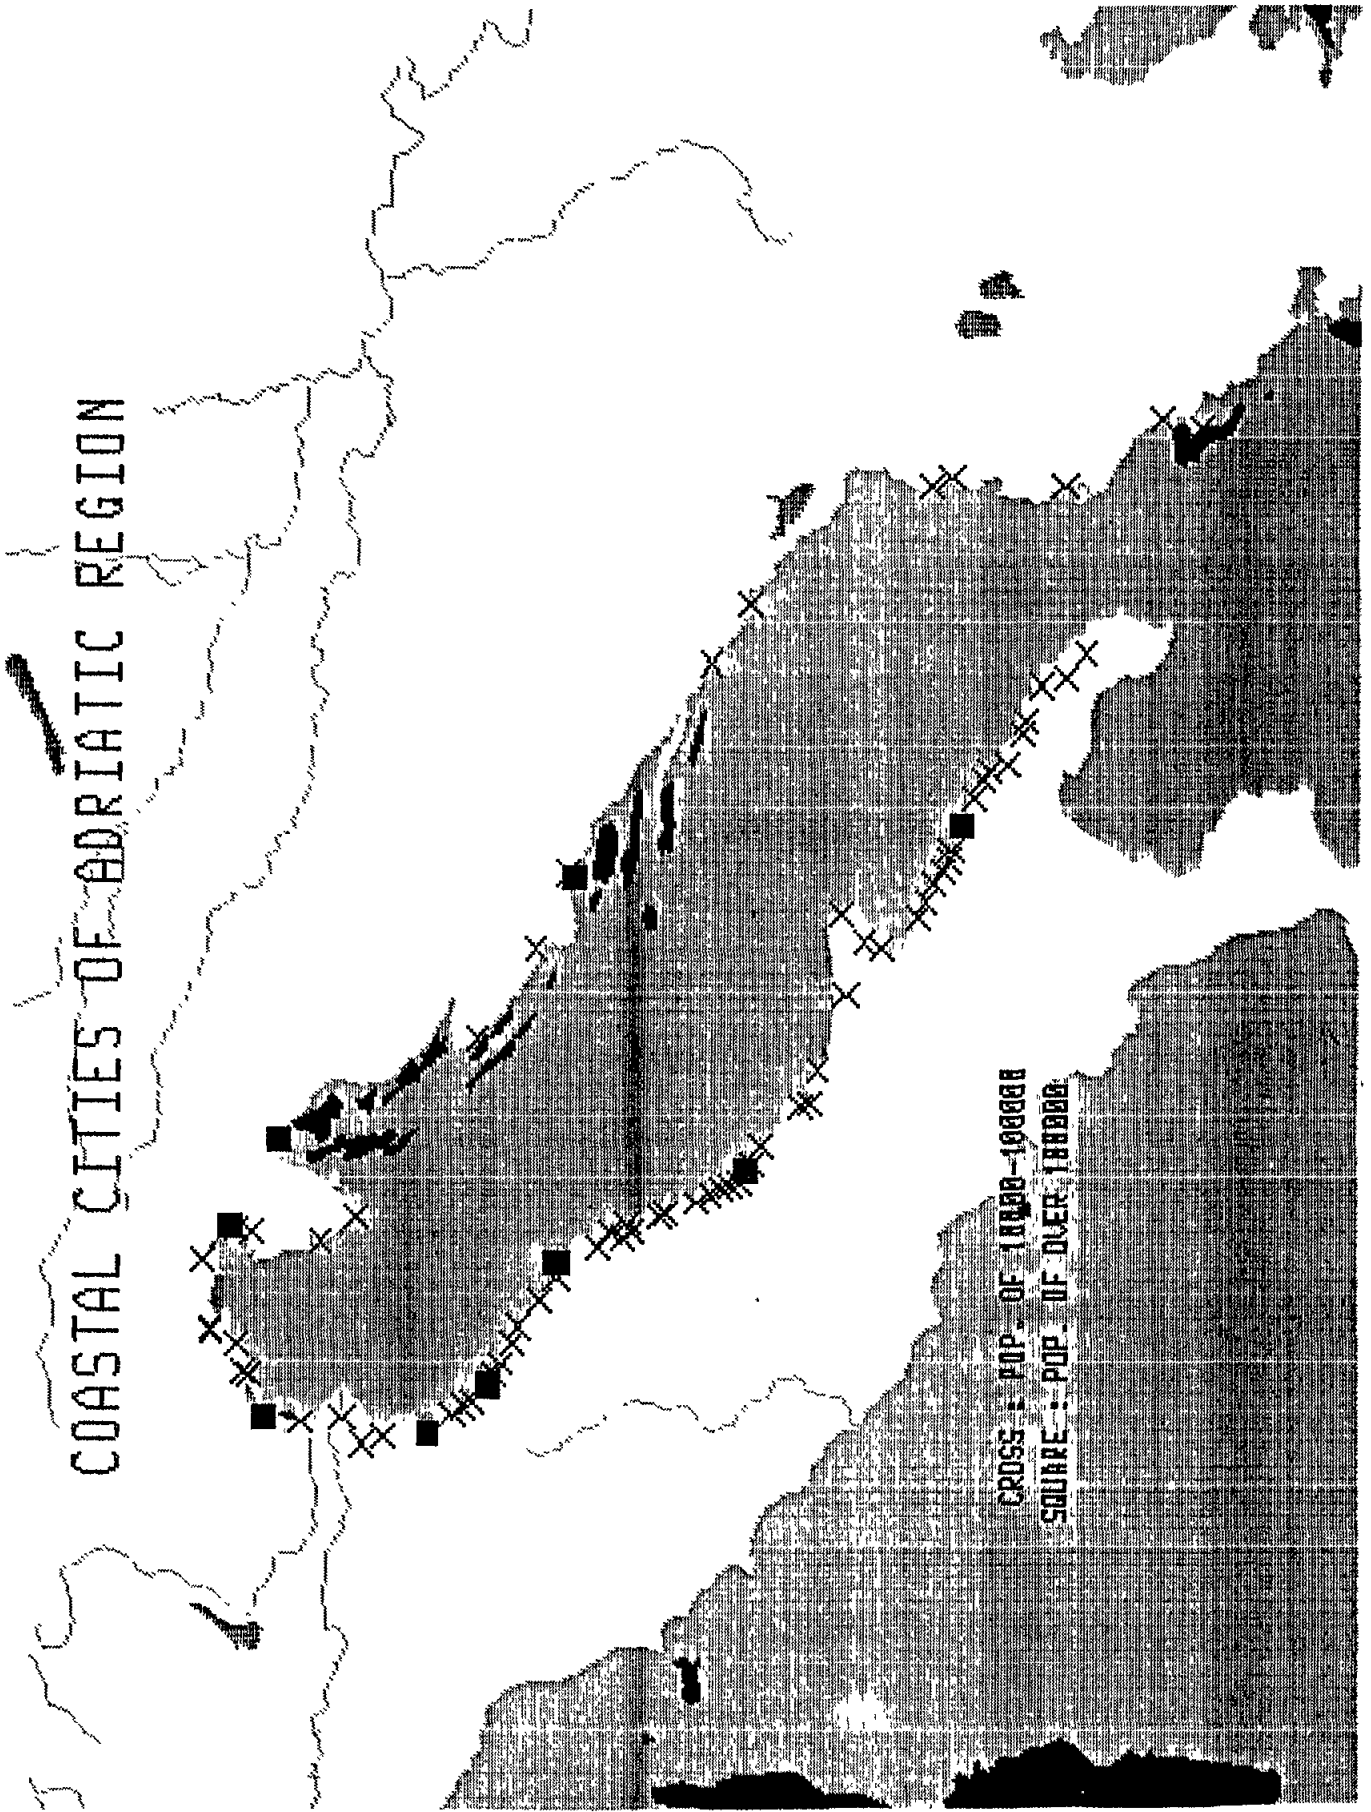 COASTAL CITIES OF ADRIATIC REGION
CROSS : POP. OF 10000-100000
SQUARE : POP. OF OVER 100000